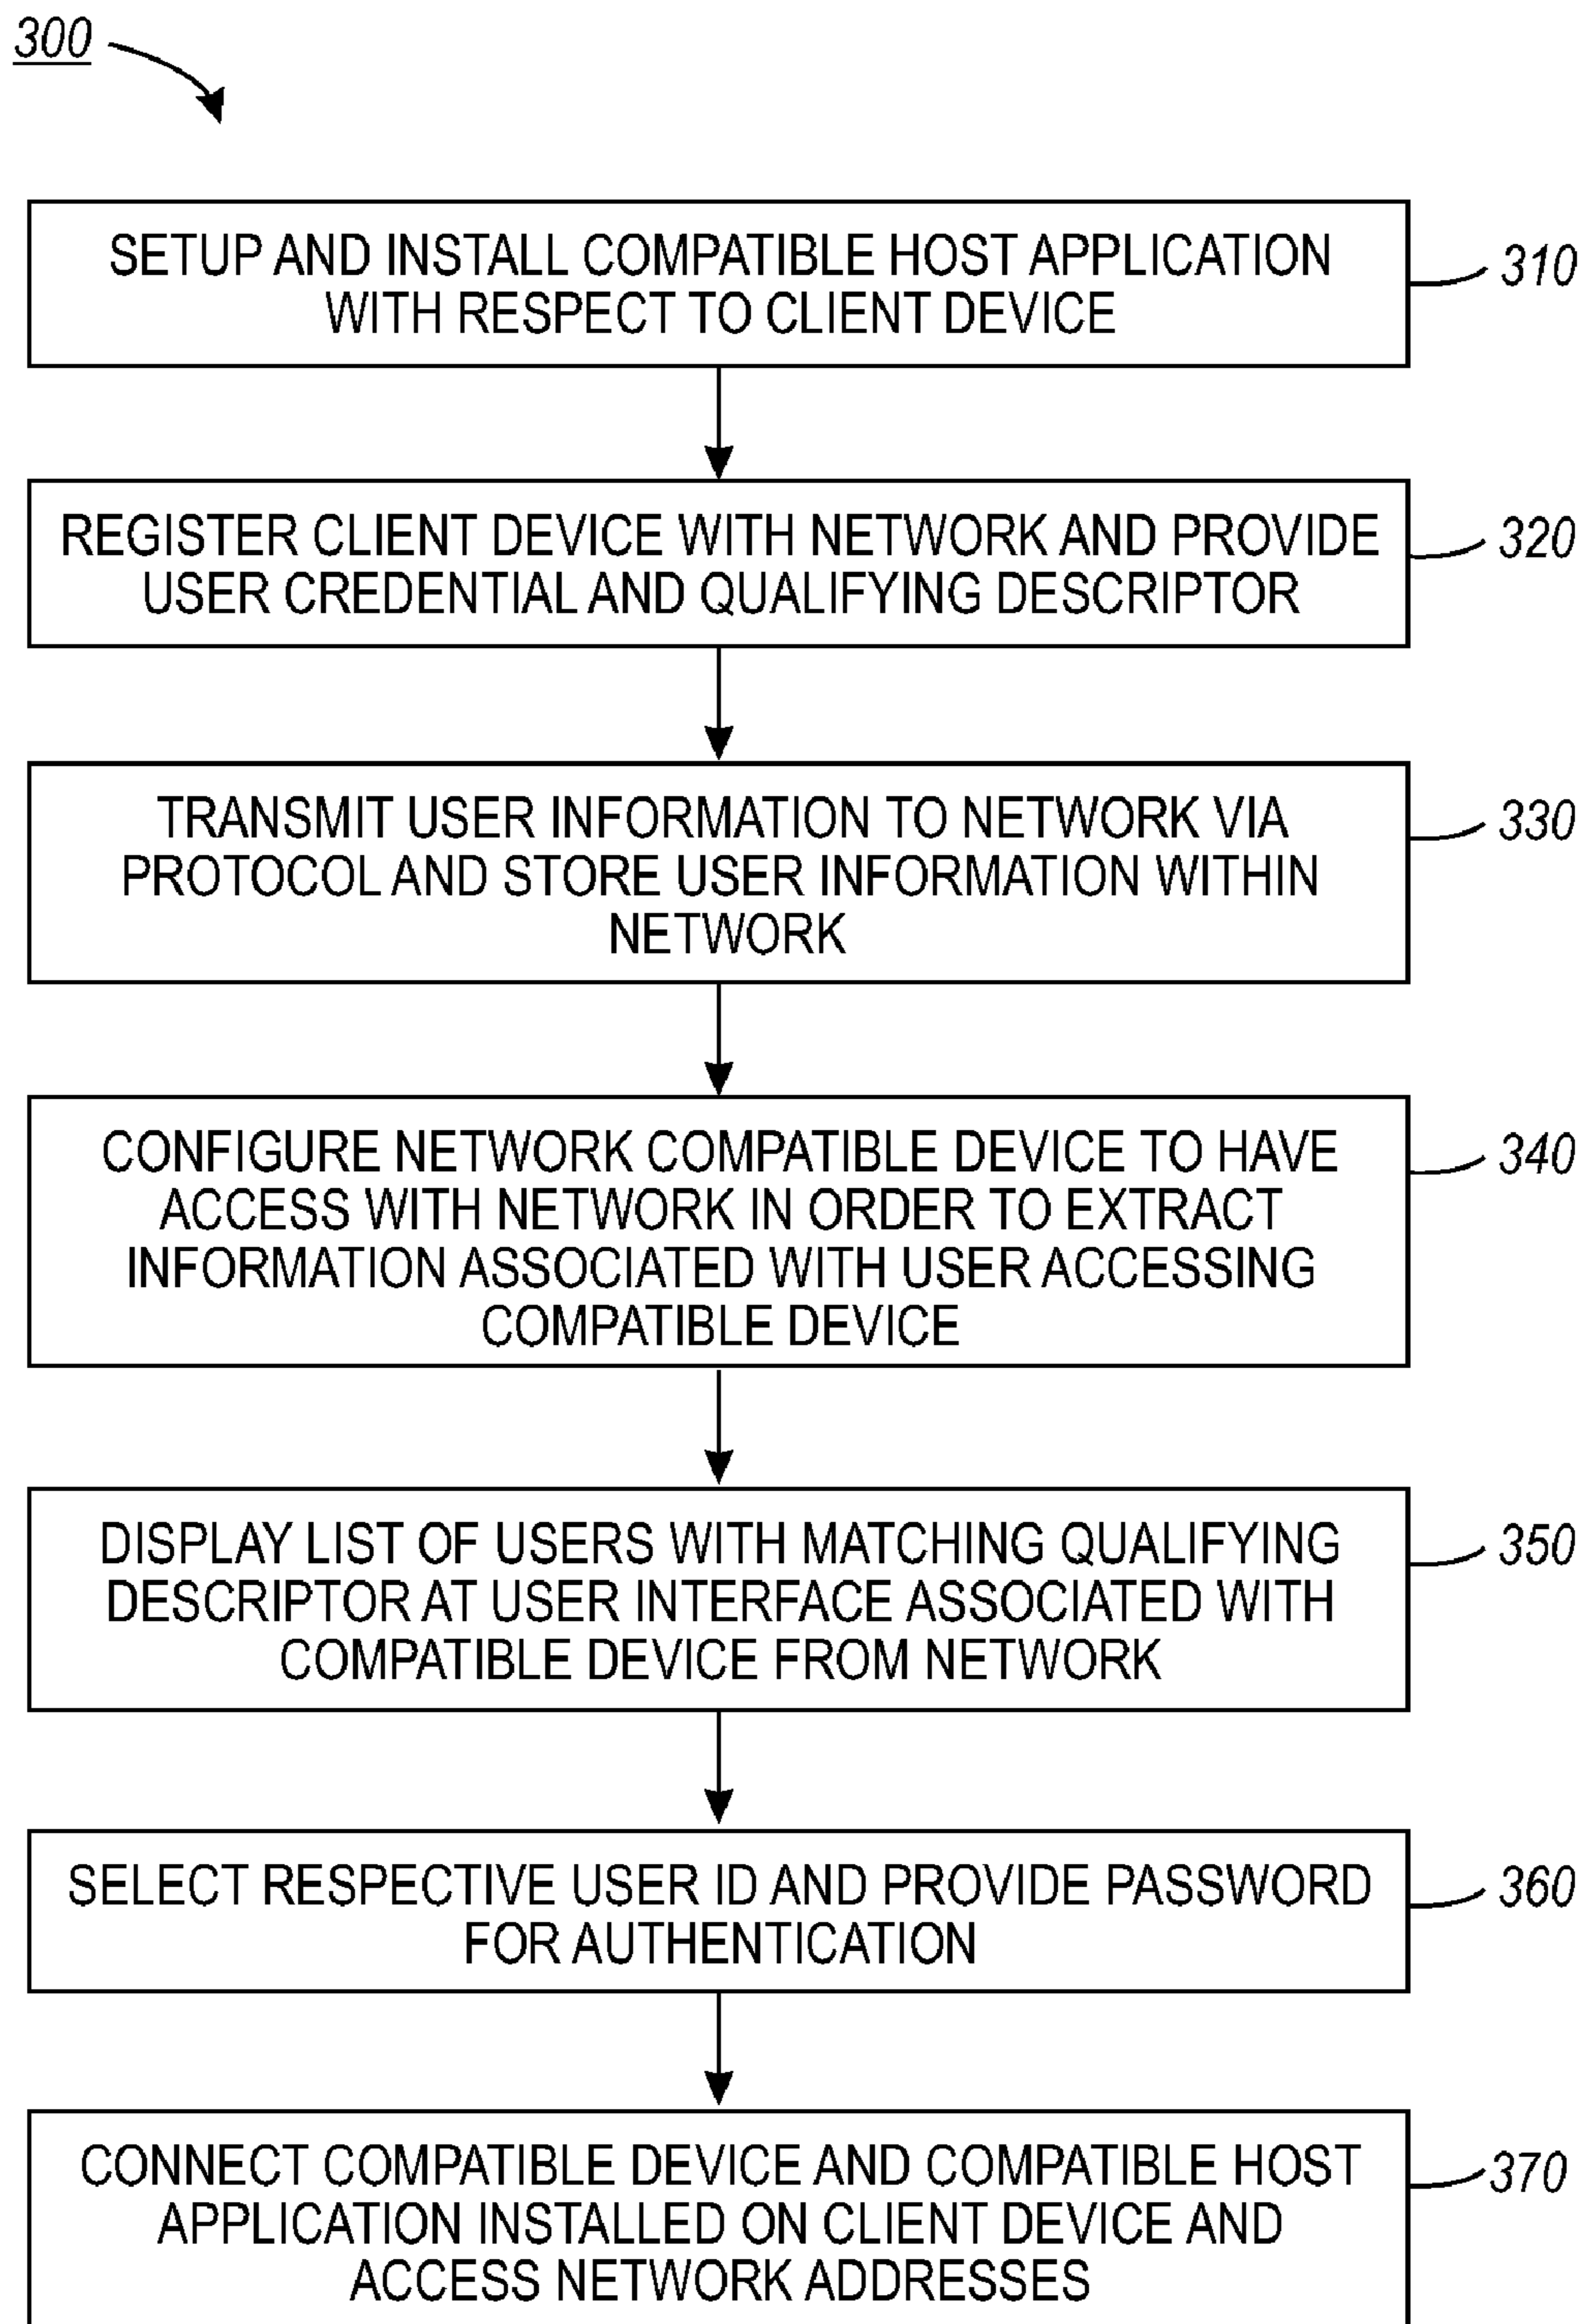 300
SETUP AND INSTALL COMPATIBLE HOST APPLICATION
WITH RESPECT TO CLIENT DEVICE
310
REGISTER CLIENT DEVICE WITH NETWORK AND PROVIDE
USER CREDENTIAL AND QUALIFYING DESCRIPTOR
320
TRANSMIT USER INFORMATION TO NETWORK VIA
PROTOCOL AND STORE USER INFORMATION WITHIN
NETWORK
330
CONFIGURE NETWORK COMPATIBLE DEVICE TO HAVE
ACCESS WITH NETWORK IN ORDER TO EXTRACT
INFORMATION ASSOCIATED WITH USER ACCESSING
COMPATIBLE DEVICE
340
DISPLAY LIST OF USERS WITH MATCHING QUALIFYING
DESCRIPTOR AT USER INTERFACE ASSOCIATED WITH
COMPATIBLE DEVICE FROM NETWORK
350
SELECT RESPECTIVE USER ID AND PROVIDE PASSWORD
FOR AUTHENTICATION
360
CONNECT COMPATIBLE DEVICE AND COMPATIBLE HOST
APPLICATION INSTALLED ON CLIENT DEVICE AND
ACCESS NETWORK ADDRESSES
370